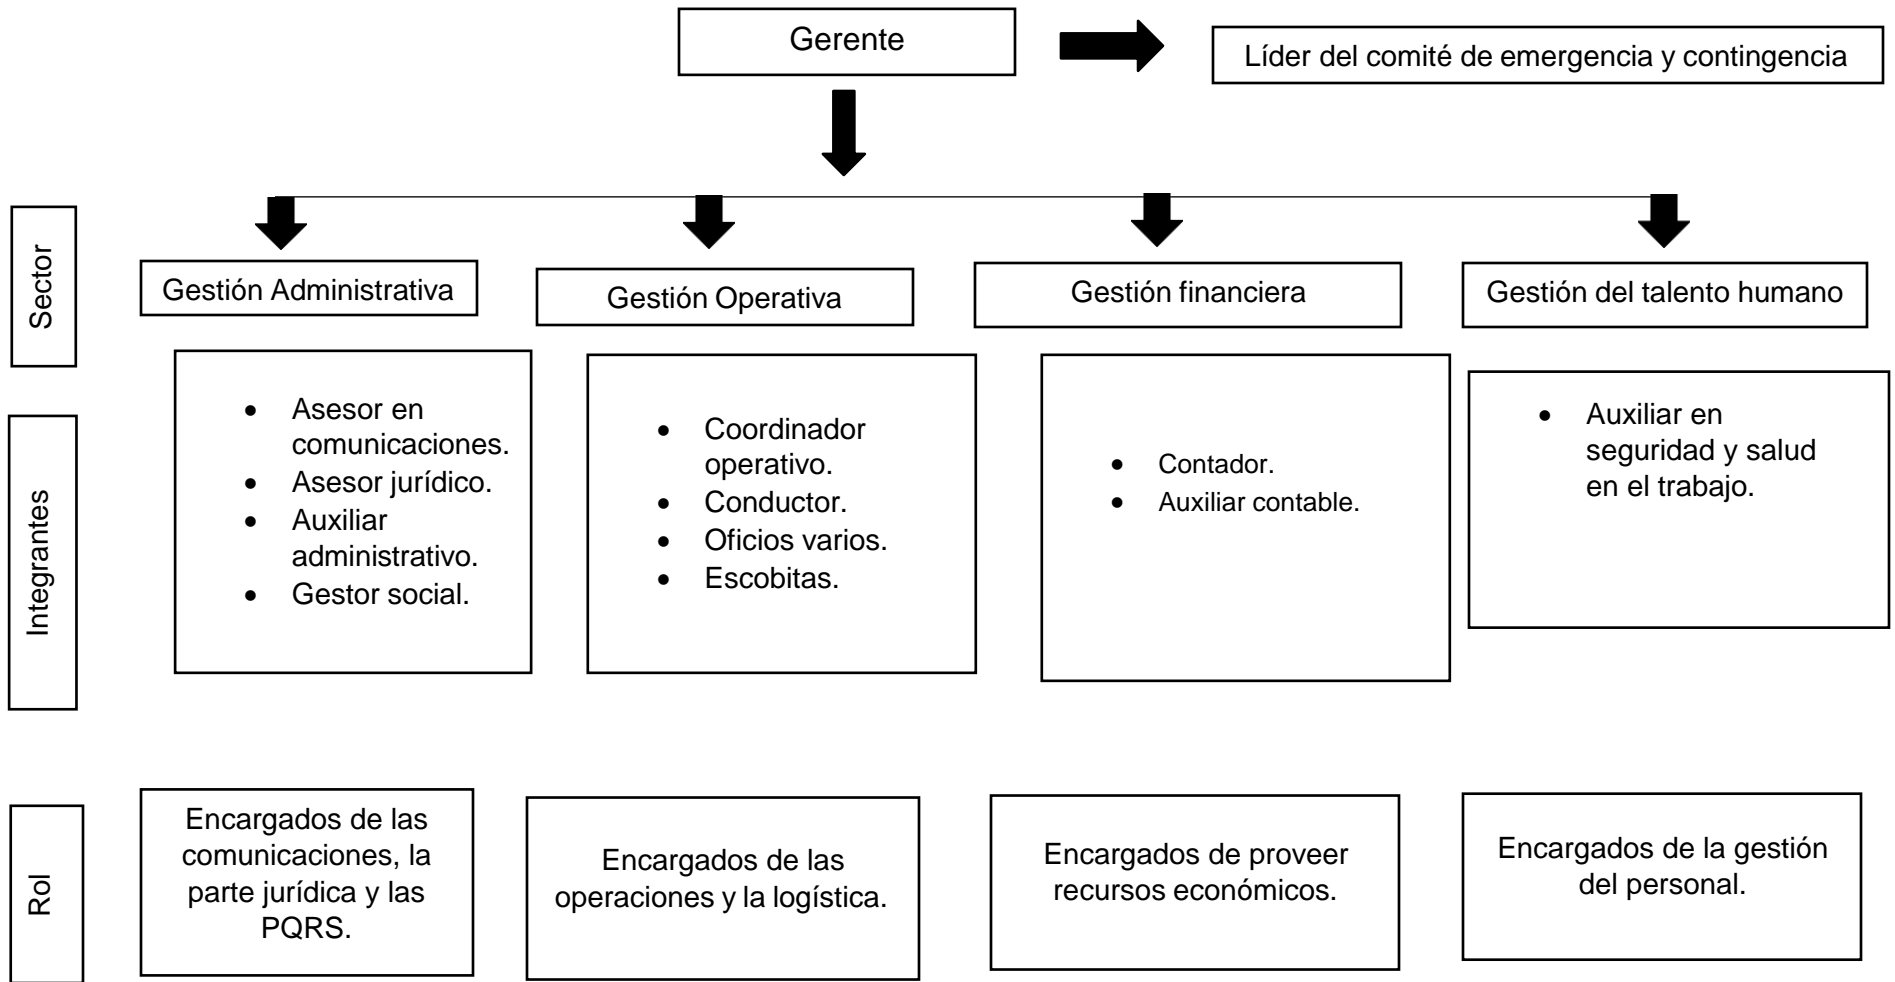 Gerente
Líder del comité de emergencia y contingencia
Sector
Gestión Administrativa
Gestión Operativa
Gestión financiera
Gestión del talento humano
Integrantes
• Asesor en
comunicaciones.
• Asesor jurídico.
• Auxiliar
administrativo.
• Gestor social.
• Coordinador
operativo.
• Conductor.
• Oficios varios.
• Escobitas.
• Contador.
• Auxiliar contable.
• Auxiliar en
seguridad y salud
en el trabajo.
Rol
Encargados de las
comunicaciones, la
parte jurídica y las
PQRS.
Encargados de las
operaciones y la logística.
Encargados de proveer
recursos económicos.
Encargados de la gestión
del personal.